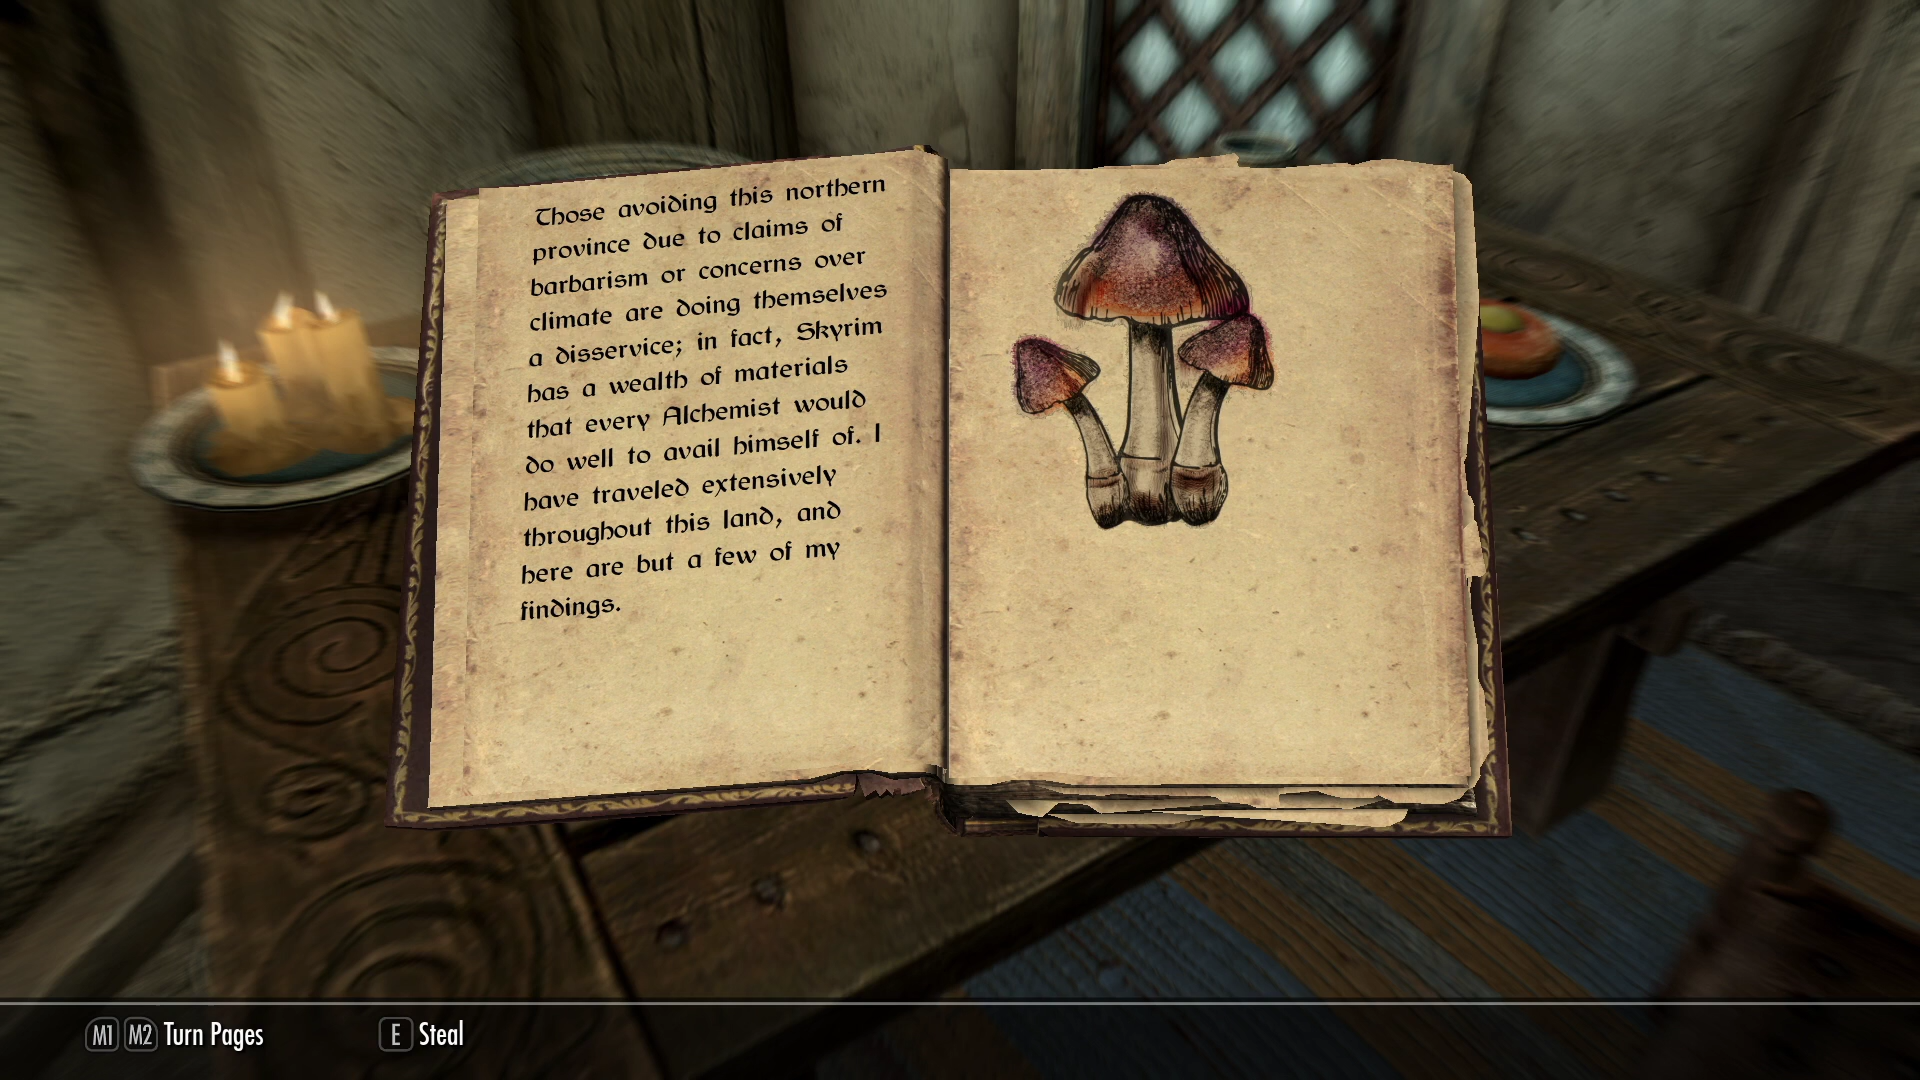 Those avoiding this northern
province due to claims of
barbarism or concerns over
climate are doing themselves
a disservice; in fact, Skyrim
has a wealth of materials
that every Alchemist would
do well to avail himself of. I
have traveled extensively
throughout this land, and
here are but a few of my
findings.
M1 M2 Turn Pages
E Steal